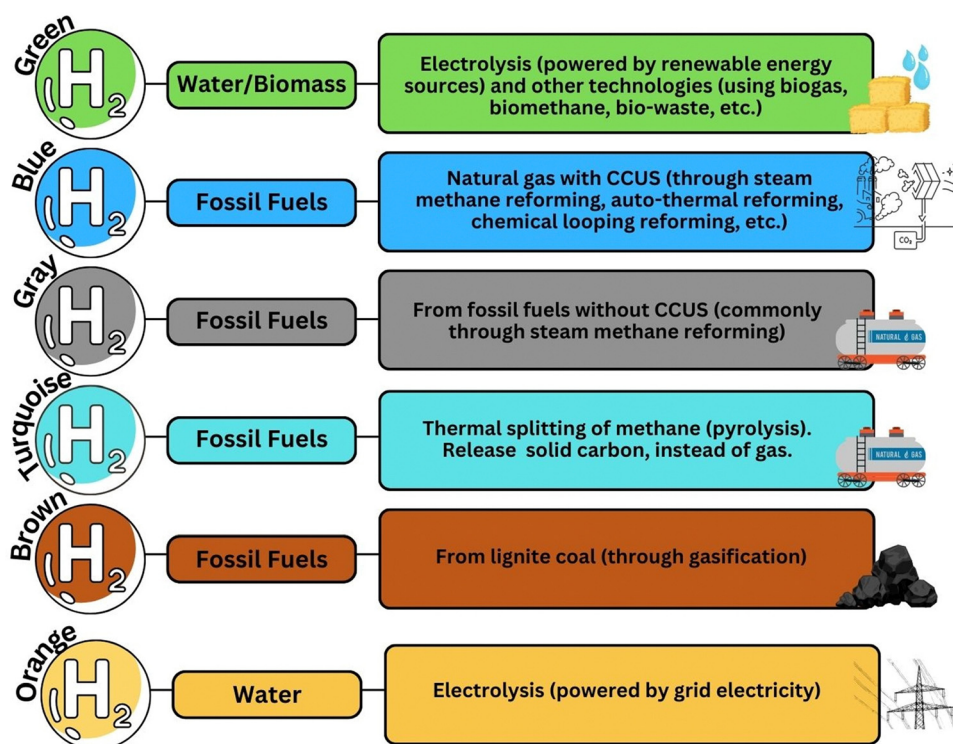 Green
H2
Water/Biomass
Electrolysis (powered by renewable energy
sources) and other technologies (using biogas,
biomethane, bio-waste, etc.)
Blue
H2
Fossil Fuels
Natural gas with CCUS (through steam
methane reforming, auto-thermal reforming,
chemical looping reforming, etc.)
CO₂
Gray
H2
Fossil Fuels
From fossil fuels without CCUS (commonly
through steam methane reforming)
NATURAL GAS
Turquoise
H2
Fossil Fuels
Thermal splitting of methane (pyrolysis).
Release solid carbon, instead of gas.
NATURAL GAS
Brown
H2
Fossil Fuels
From lignite coal (through gasification)
Orange
H2
Water
Electrolysis (powered by grid electricity)